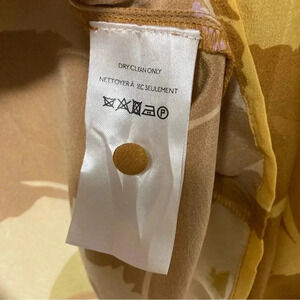 DRY CLEAN ONLY
NETTOYER À SEC SEULEMENT
P